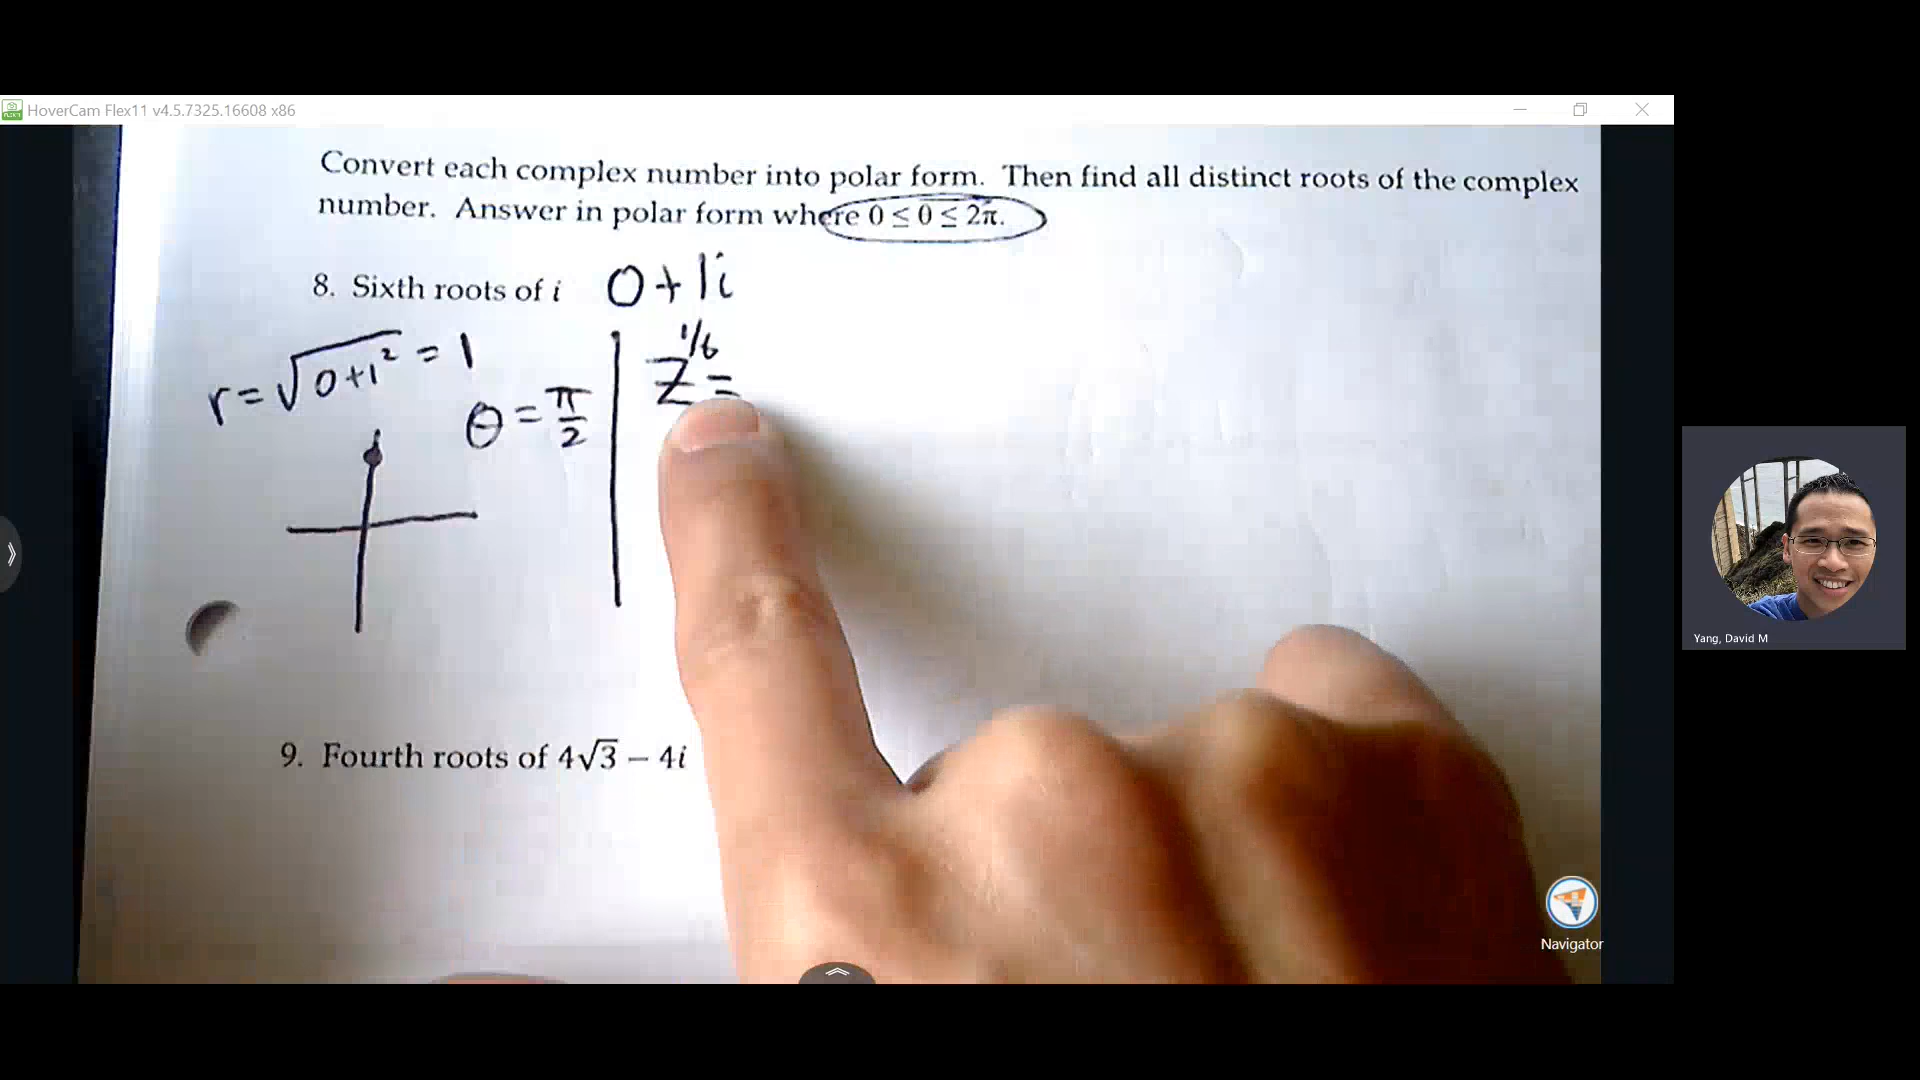 HoverCam Flex11 v4.5.7325.16608 x86
Convert each complex number into polar form. Then find all distinct roots of the complex
number. Answer in polar form where 0 ≤ θ ≤ 2π.
8. Sixth roots of i 0+1i
r = √(0+1²) = 1
θ = π/2
z^1/6 =
9. Fourth roots of 4√3 – 4i
Yang, David M
Navigator